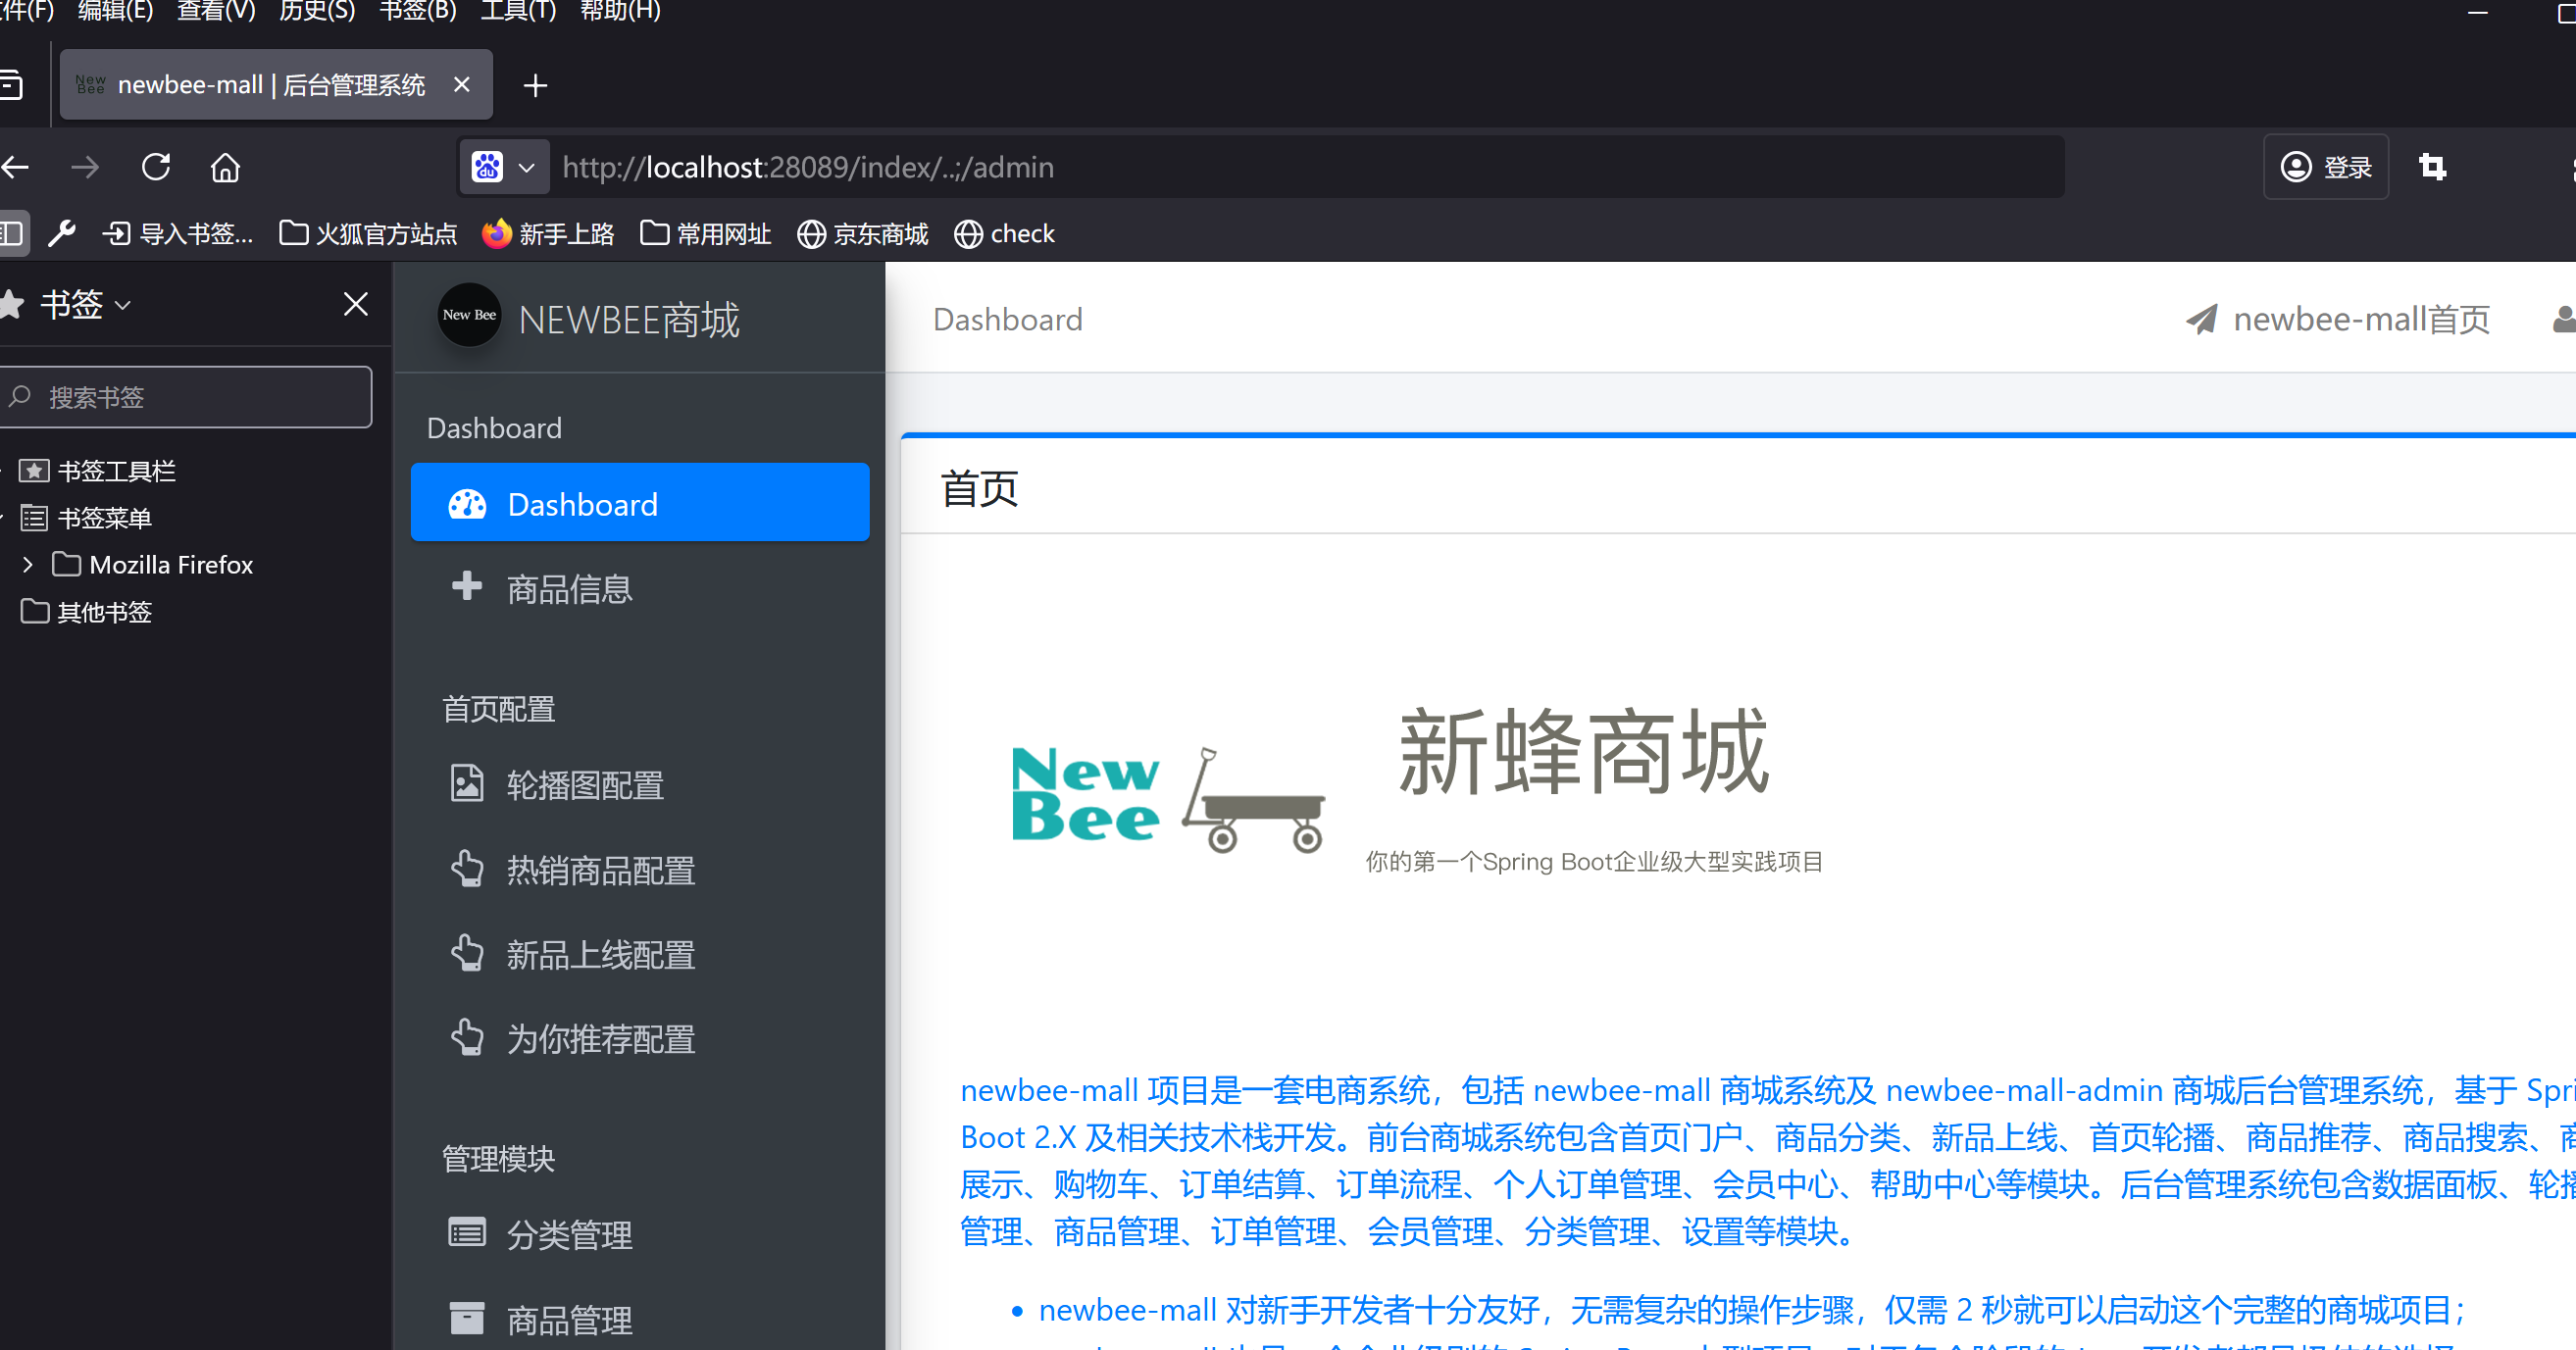 件(F) 编辑(E) 查看(V) 历史(S) 书签(B) 工具(T) 帮助(H)
New Bee newbee-mall | 后台管理系统
du http://localhost:28089/index/..;/admin 登录
导入书签... 火狐官方站点 新手上路 常用网址 京东商城 check
书签
搜索书签
书签工具栏
书签菜单
Mozilla Firefox
其他书签
New Bee NEWBEE商城
Dashboard
Dashboard
商品信息
首页配置
轮播图配置
热销商品配置
新品上线配置
为你推荐配置
管理模块
分类管理
商品管理
Dashboard newbee-mall首页
首页
New
Bee
新蜂商城
你的第一个Spring Boot企业级大型实践项目
newbee-mall 项目是一套电商系统，包括 newbee-mall 商城系统及 newbee-mall-admin 商城后台管理系统，基于 Spri
Boot 2.X 及相关技术栈开发。前台商城系统包含首页门户、商品分类、新品上线、首页轮播、商品推荐、商品搜索、商
展示、购物车、订单结算、订单流程、个人订单管理、会员中心、帮助中心等模块。后台管理系统包含数据面板、轮播
管理、商品管理、订单管理、会员管理、分类管理、设置等模块。
• newbee-mall 对新手开发者十分友好，无需复杂的操作步骤，仅需 2 秒就可以启动这个完整的商城项目；